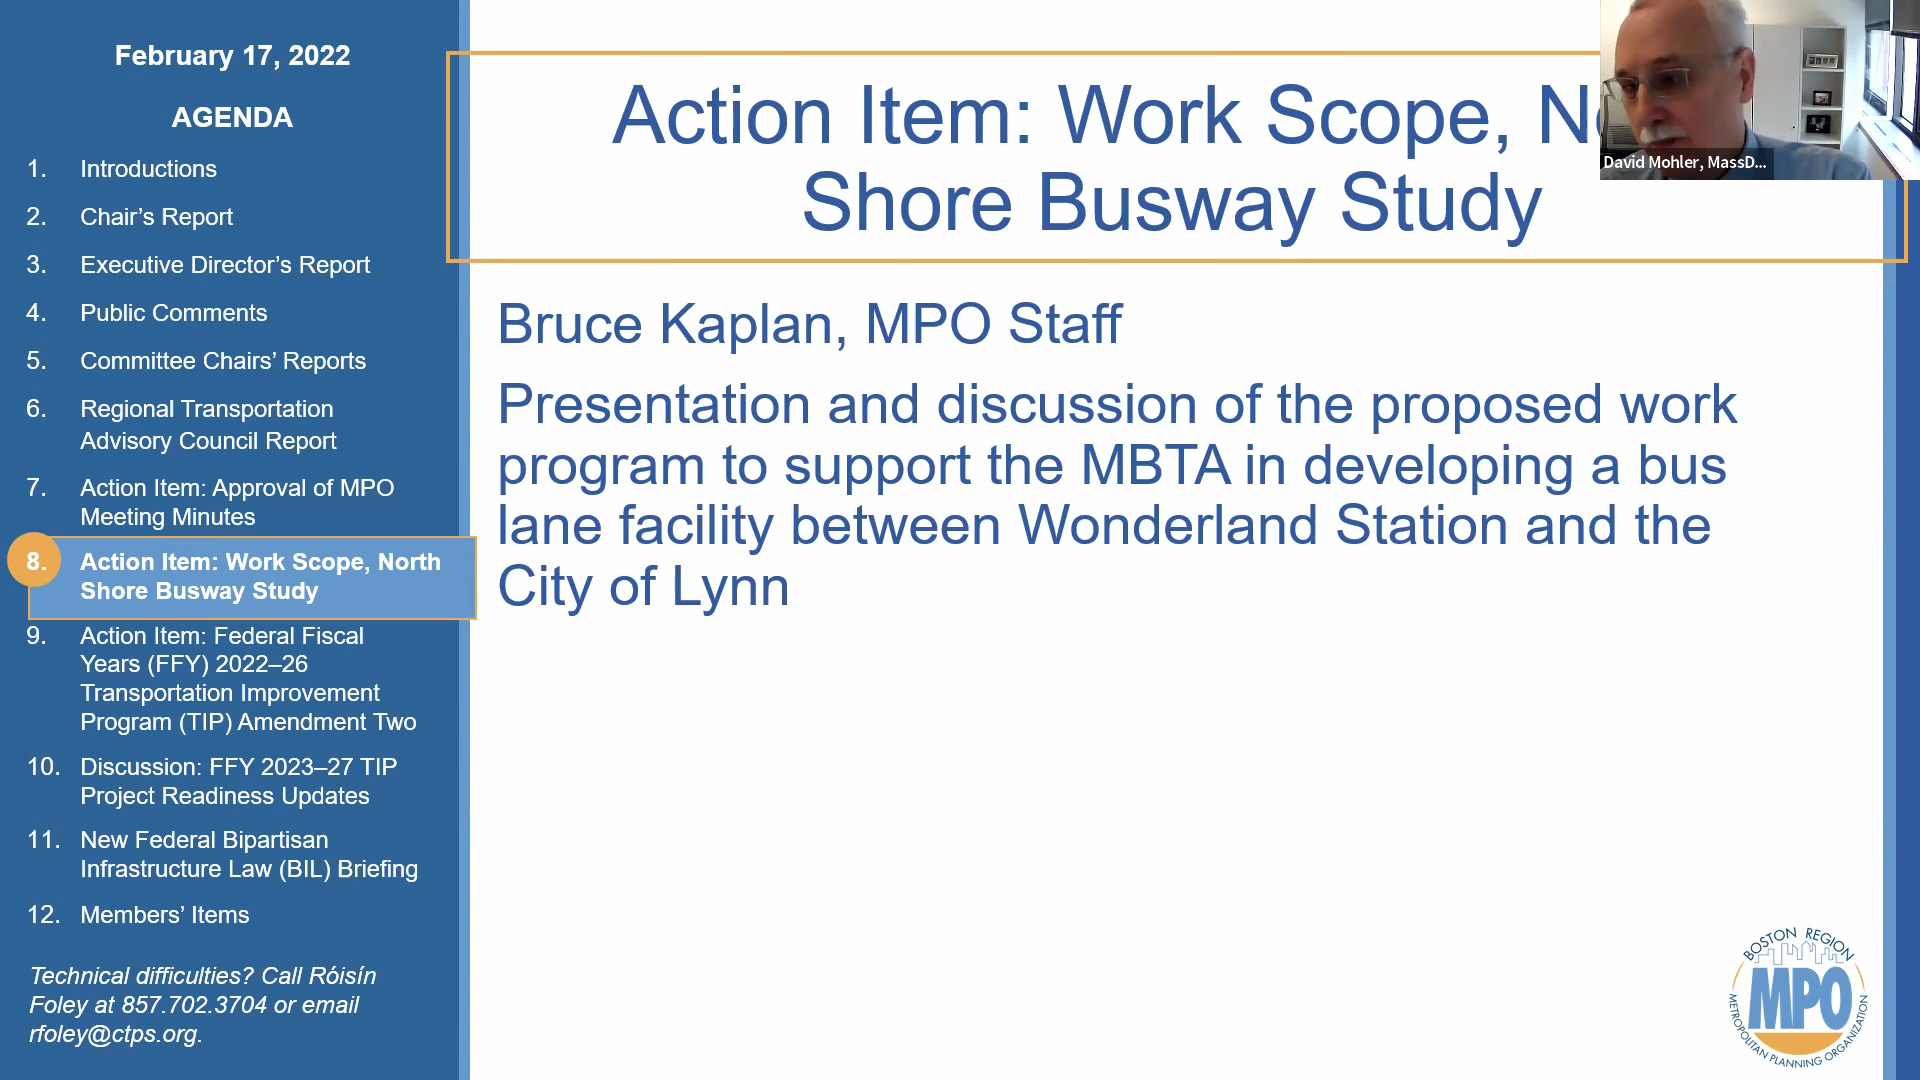 February 17, 2022
AGENDA
1. Introductions
2. Chair’s Report
3. Executive Director’s Report
4. Public Comments
5. Committee Chairs’ Reports
6. Regional Transportation
Advisory Council Report
7. Action Item: Approval of MPO
Meeting Minutes
8. Action Item: Work Scope, North
Shore Busway Study
9. Action Item: Federal Fiscal
Years (FFY) 2022–26
Transportation Improvement
Program (TIP) Amendment Two
10. Discussion: FFY 2023–27 TIP
Project Readiness Updates
11. New Federal Bipartisan
Infrastructure Law (BIL) Briefing
12. Members’ Items
Technical difficulties? Call Róisín
Foley at 857.702.3704 or email
rfoley@ctps.org.
Action Item: Work Scope,
Shore Busway Study
Bruce Kaplan, MPO Staff
Presentation and discussion of the proposed work
program to support the MBTA in developing a bus
lane facility between Wonderland Station and the
City of Lynn
David Mohler, MassD...
BOSTON REGION
MPO
METROPOLITAN PLANNING ORGANIZATION